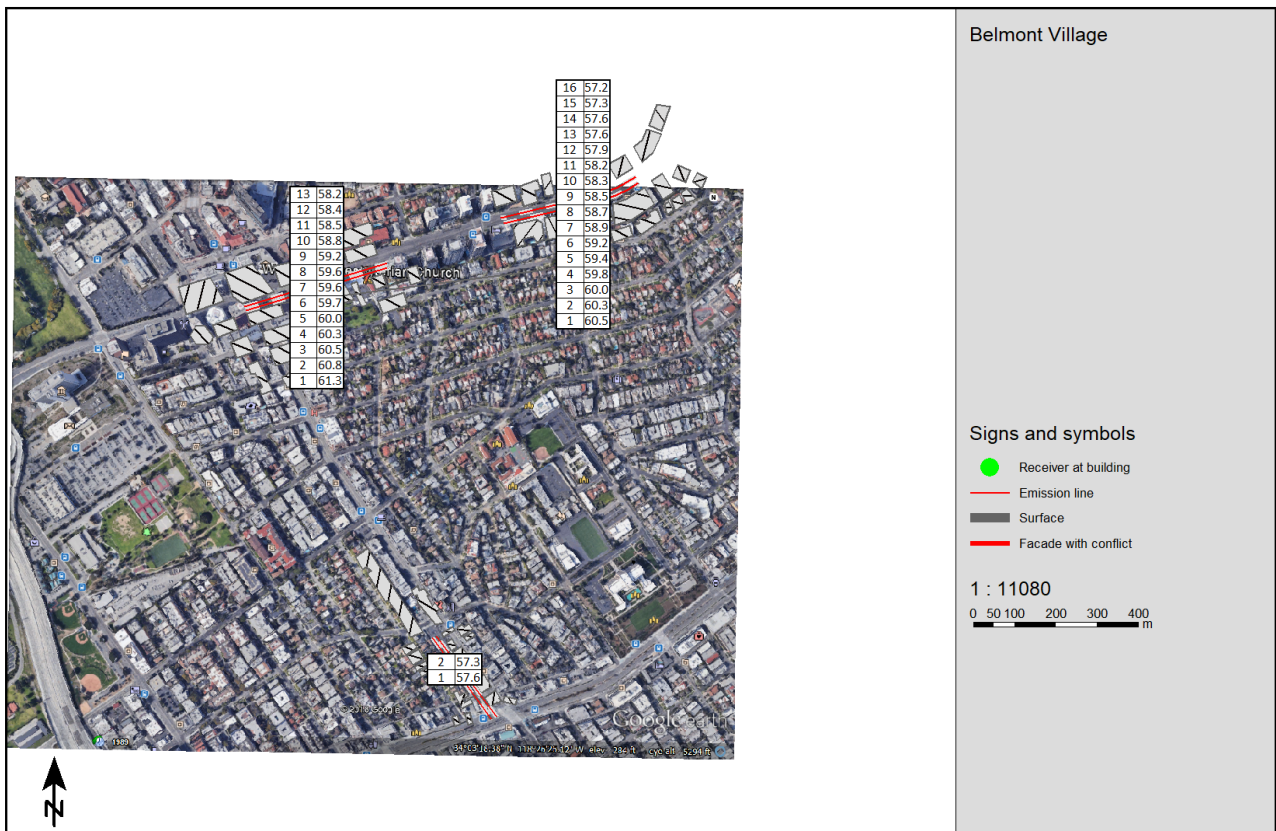 Belmont Village
16 57.2
15 57.3
14 57.6
13 57.6
12 57.9
11 58.2
10 58.3
9 58.5
8 58.7
7 58.9
6 59.2
5 59.4
4 59.8
3 60.0
2 60.3
1 60.5
13 58.2
12 58.4
11 58.5
10 58.8
9 59.2
8 59.6
7 59.6
6 59.7
5 60.0
4 60.3
3 60.5
2 60.8
1 61.3
W
Church
N
Signs and symbols
Receiver at building
Emission line
Surface
Facade with conflict
1 : 11080
0 50 100 200 300 400
m
2 57.3
1 57.6
Google earth
1989
N